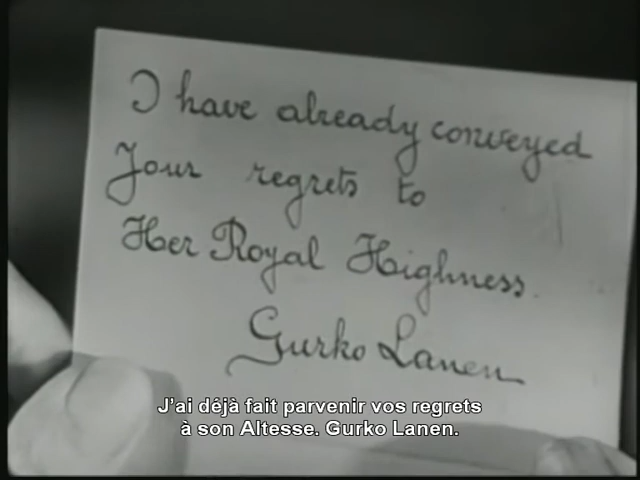 I have already conveyed
Your regrets to
Her Royal Highness.
Gurko Lanen
J'ai déjà fait parvenir vos regrets
à son Altesse. Gurko Lanen.